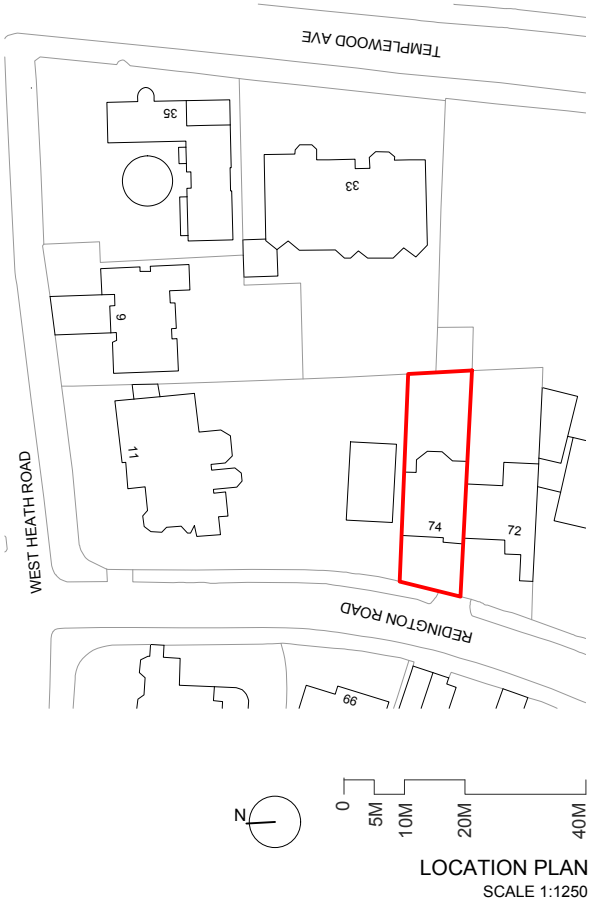 TEMPLEWOOD AVE
35
33
9
11
WEST HEATH ROAD
74
72
REDINGTON ROAD
99
N
0
5M
10M
20M
40M
LOCATION PLAN
SCALE 1:1250